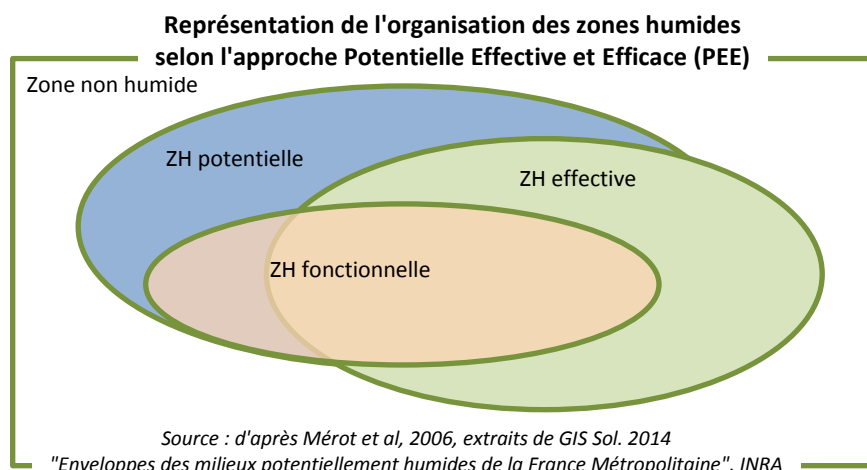 Représentation de l'organisation des zones humides
selon l'approche Potentielle Effective et Efficace (PEE)
Zone non humide
ZH potentielle
ZH effective
ZH fonctionnelle
Source : d'après Mérot et al, 2006, extraits de GIS Sol. 2014
"Enveloppes des milieux potentiellement humides de la France Métropolitaine". INRA